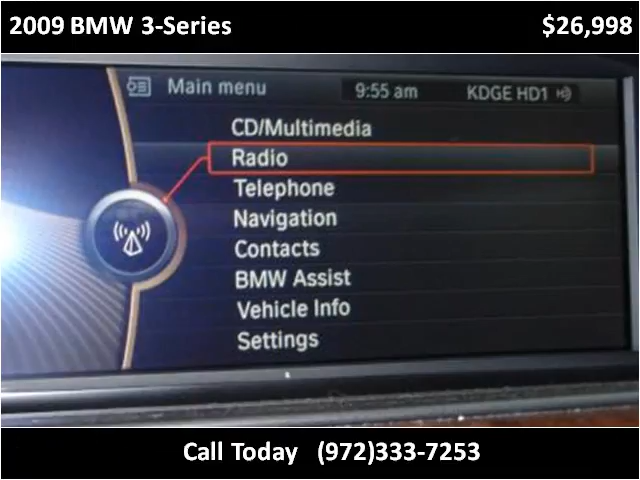 2009 BMW 3-Series $26,998
Main menu 9:55 am KDGE HD1
CD/Multimedia
Radio
Telephone
Navigation
Contacts
BMW Assist
Vehicle Info
Settings
Call Today (972)333-7253